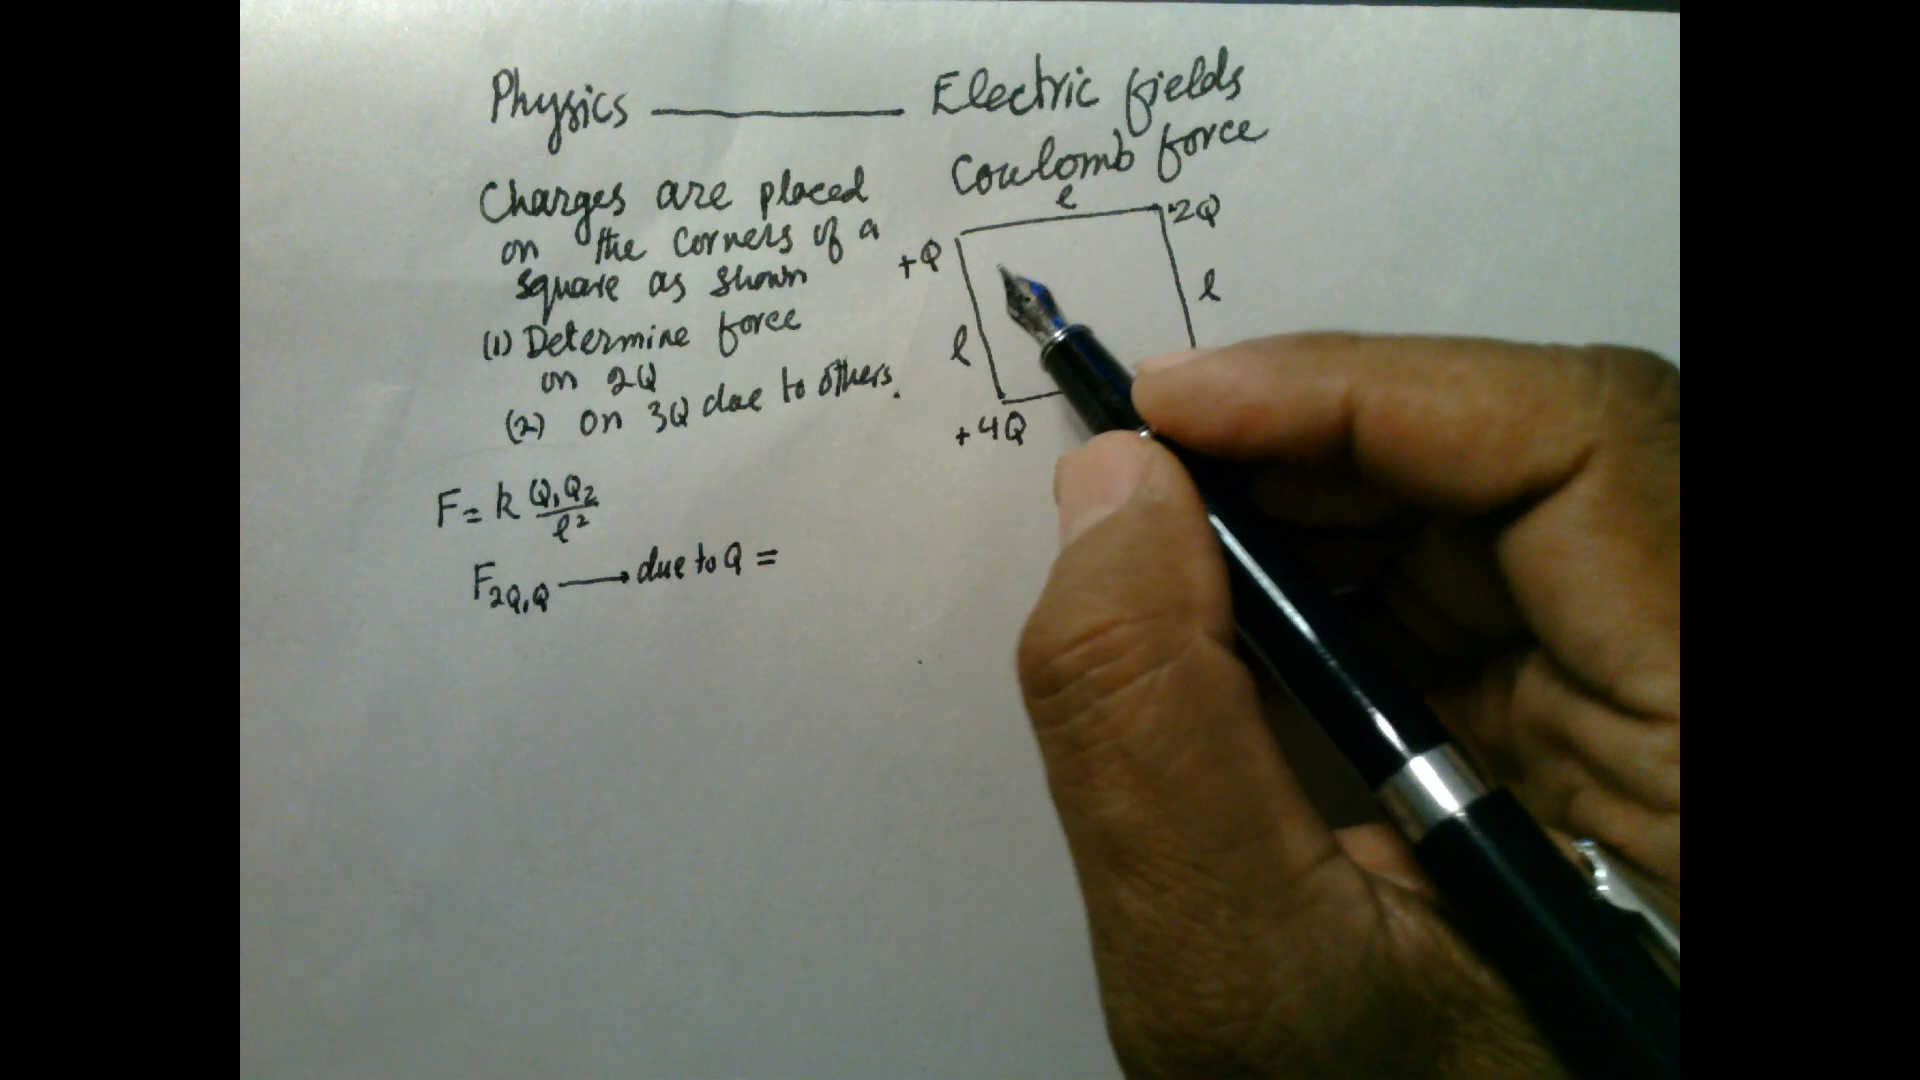 Physics ——— Electric fields
Coulomb force
Charges are placed
on the corners of a
square as shown
(1) Determine force
on 2Q
(2) on 3Q due to others.
l
2Q
+Q
l
l
+4Q
F = k Q₁Q₂/l²
F2Q,Q → due to Q =